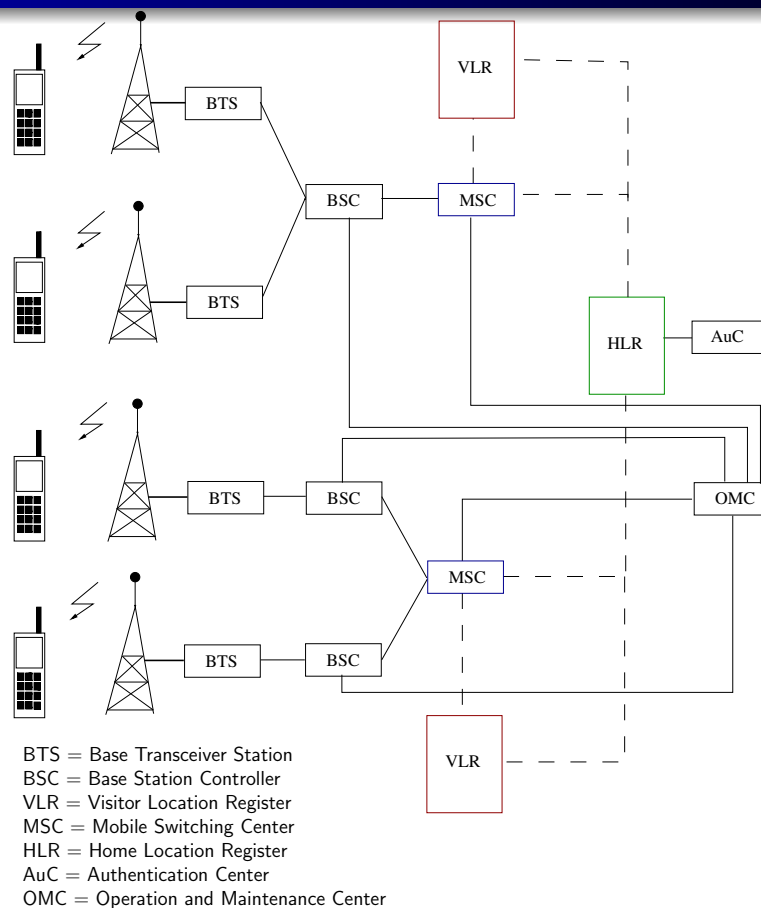 VLR
BTS
BSC
MSC
BTS
HLR
AuC
BTS
BSC
OMC
MSC
BTS
BSC
VLR
BTS = Base Transceiver Station
BSC = Base Station Controller
VLR = Visitor Location Register
MSC = Mobile Switching Center
HLR = Home Location Register
AuC = Authentication Center
OMC = Operation and Maintenance Center